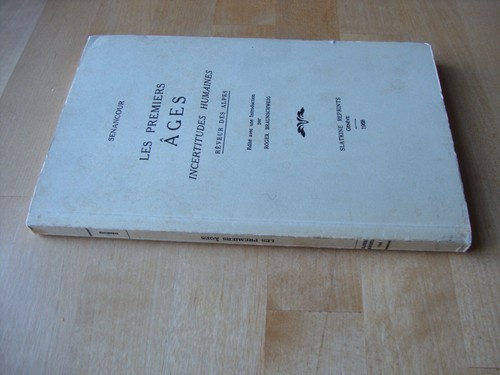 SENANCOUR
LES PREMIERS
ÂGES
INCERTITUDES HUMAINES
RÊVEUR DES ALPES
Édité avec une Introduction
par
ROGER BRAUNSCHWEIG
SLATKINE REPRINTS
Genève
1968
LES PREMIERS ÂGES